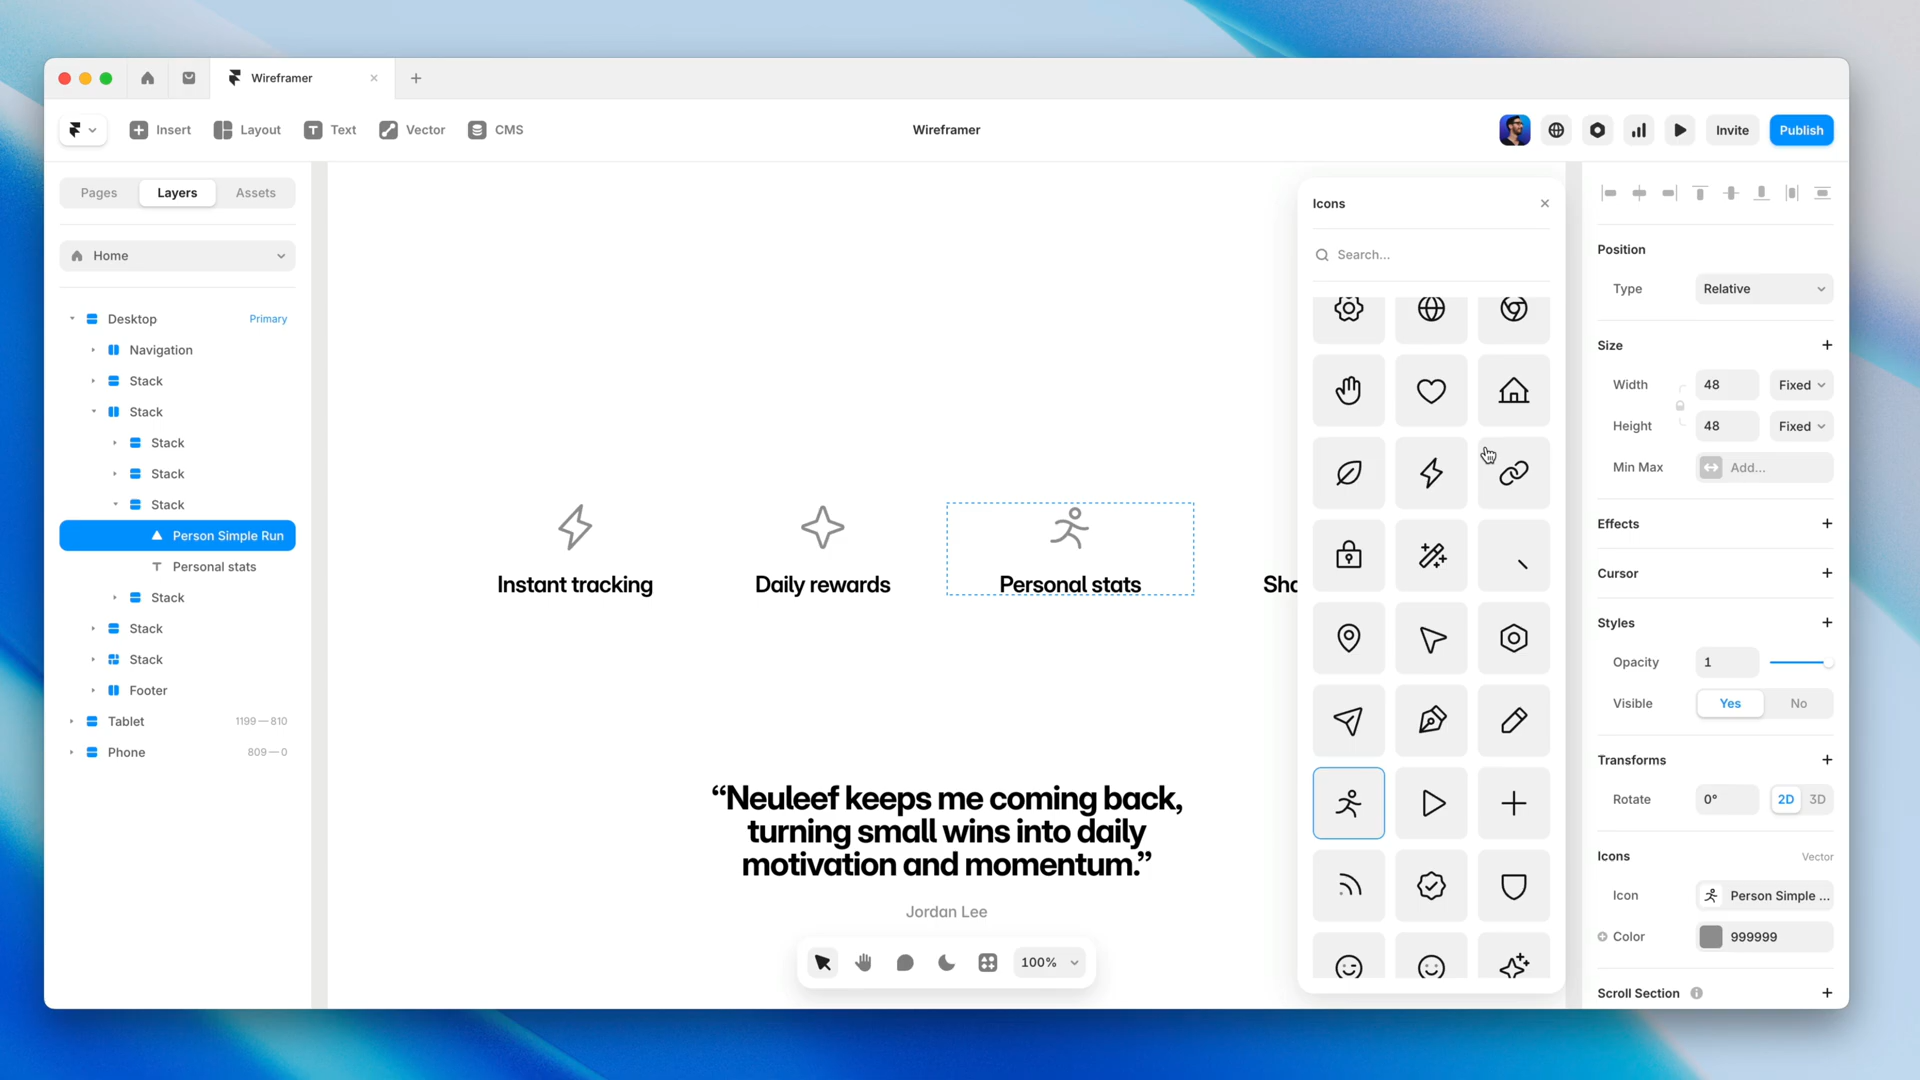 Wireframer
Insert
Layout
Text
Vector
CMS
Wireframer
Invite
Publish
Pages
Layers
Assets
Home
Desktop
Primary
Navigation
Stack
Stack
Stack
Stack
Stack
Person Simple Run
Personal stats
Stack
Stack
Stack
Footer
Tablet
1199 — 810
Phone
809 — 0
Instant tracking
Daily rewards
Personal stats
Sha
“Neuleef keeps me coming back,
turning small wins into daily
motivation and momentum.”
Jordan Lee
100%
Icons
Search...
Position
Type
Relative
Size
Width
48
Fixed
Height
48
Fixed
Min Max
Add...
Effects
Cursor
Styles
Opacity
1
Visible
Yes
No
Transforms
Rotate
0°
2D
3D
Icons
Vector
Icon
Person Simple ...
Color
999999
Scroll Section